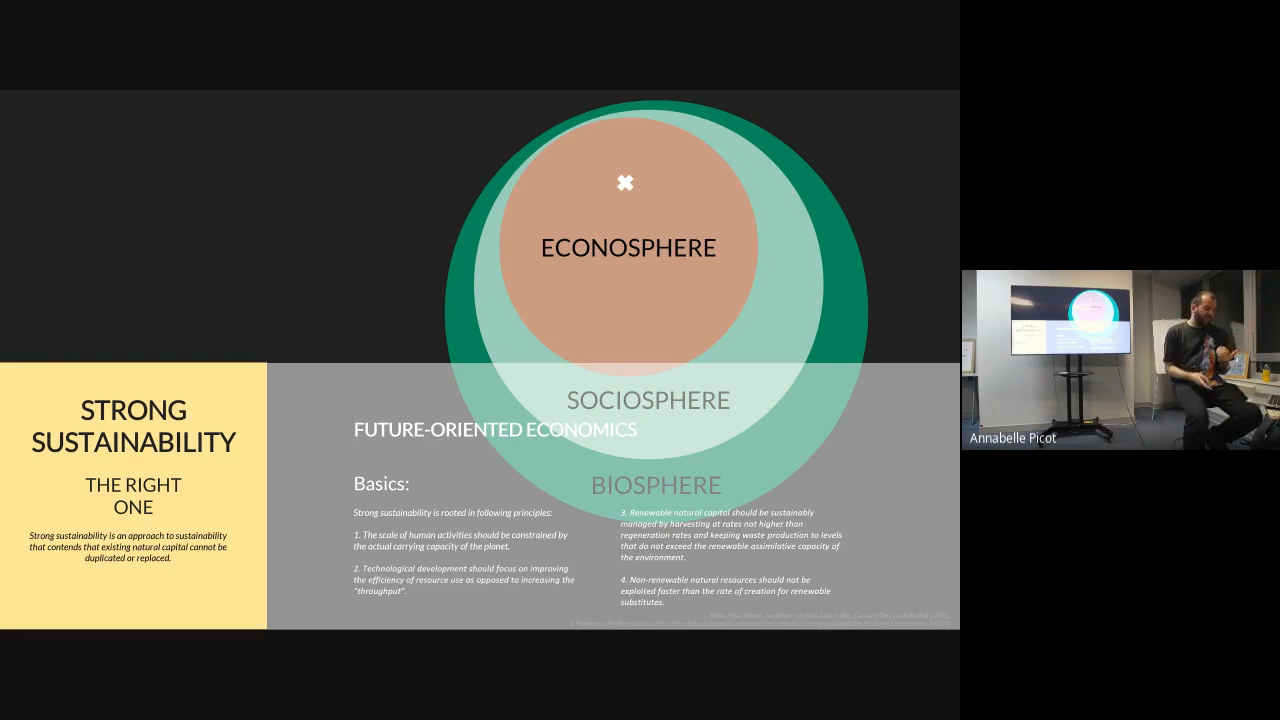 ECONOSPHERE
SOCIOSPHERE
BIOSPHERE
STRONG
SUSTAINABILITY
THE RIGHT
ONE
Strong sustainability is an approach to sustainability
that contends that existing natural capital cannot be
duplicated or replaced.
FUTURE-ORIENTED ECONOMICS
Basics:
Strong sustainability is rooted in following principles:
1. The scale of human activities should be constrained by
the actual carrying capacity of the planet.
2. Technological development should focus on improving
the efficiency of resource use as opposed to increasing the
"throughput".
3. Renewable natural capital should be sustainably
managed by harvesting at rates not higher than
regeneration rates and keeping waste production to levels
that do not exceed the renewable assimilative capacity of
the environment.
4. Non-renewable natural resources should not be
exploited faster than the rate of creation for renewable
substitutes.
Annabelle Picot